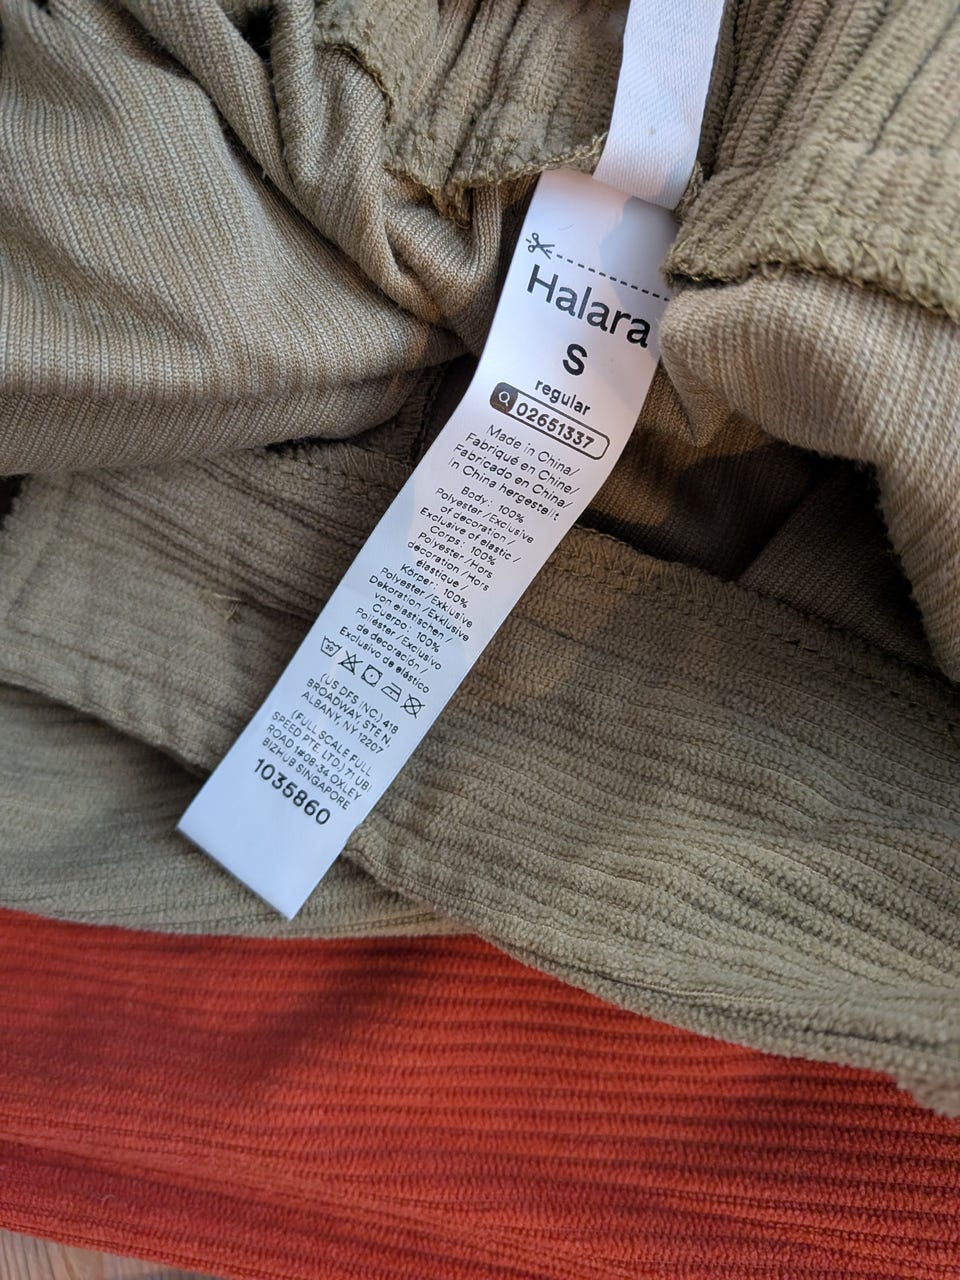 Halara
S
regular
02651337
Made in China/
Fabriqué en Chine/
Fabricado en China/
in China hergestellt
Body: 100%
Polyester /Exclusive
of decoration /
Exclusive of elastic /
Corps: 100%
Polyester /Hors
décoration /Hors
élastique /
Körper: 100%
Polyester /Exklusive
Dekoration /Exklusive
von elastischen /
Cuerpo: 100%
Poliéster /Exclusivo
de decoración /
Exclusivo de elástico
30
(US DFS INC.) 418
BROADWAY, STE N,
ALBANY, NY 12207
(FULL SCALE FULL
SPEED PTE. LTD.) 71 UBI
ROAD 1#08-34 OXLEY
BIZHUB SINGAPORE
1035860